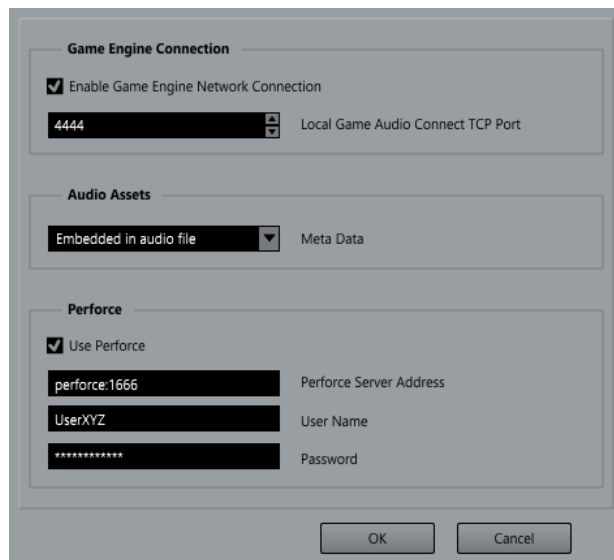 Game Engine Connection
Enable Game Engine Network Connection
4444 Local Game Audio Connect TCP Port
Audio Assets
Embedded in audio file Meta Data
Perforce
Use Perforce
perforce:1666 Perforce Server Address
UserXYZ User Name
************ Password
OK Cancel